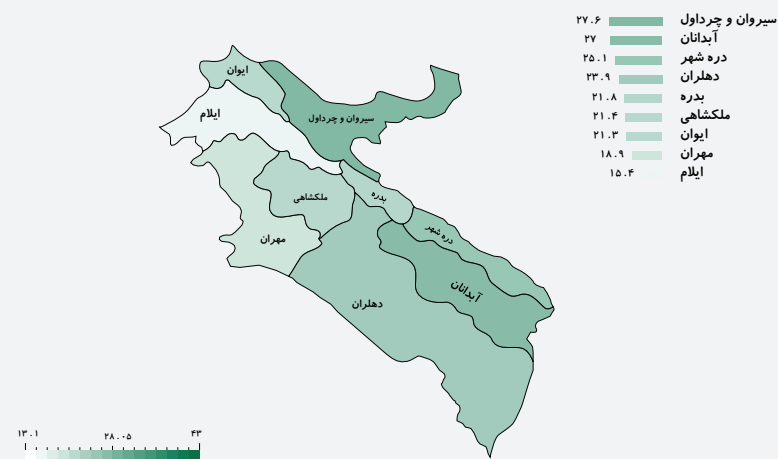 سیروان و چرداول ۲۷.۶
آبدانان ۲۷
دره شهر ۲۵.۱
دهلران ۲۳.۹
بدره ۲۱.۸
ملکشاهی ۲۱.۴
ایوان ۲۱.۳
مهران ۱۸.۹
ایلام ۱۵.۴
ایوان
ایلام
سیروان و چرداول
ملکشاهی
بدره
دره شهر
مهران
آبدانان
دهلران
۱۳.۱ ۲۸.۰۵ ۴۳